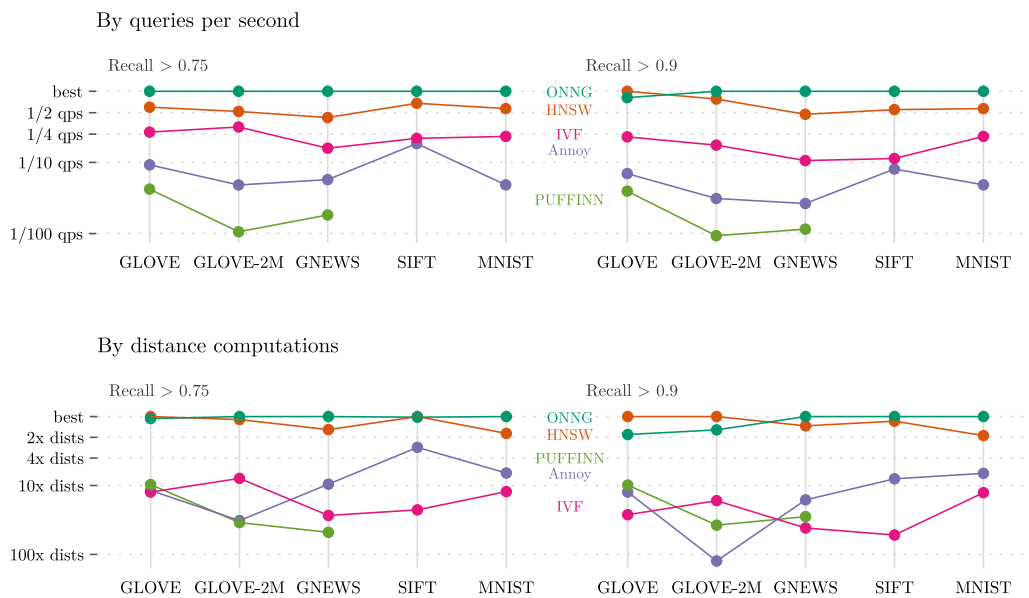 By queries per second
Recall > 0.75
Recall > 0.9
best
1/2 qps
1/4 qps
1/10 qps
1/100 qps
ONNG
HNSW
IVF
Annoy
PUFFINN
GLOVE GLOVE-2M GNEWS SIFT MNIST
GLOVE GLOVE-2M GNEWS SIFT MNIST
By distance computations
Recall > 0.75
Recall > 0.9
best
2x dists
4x dists
10x dists
100x dists
ONNG
HNSW
PUFFINN
Annoy
IVF
GLOVE GLOVE-2M GNEWS SIFT MNIST
GLOVE GLOVE-2M GNEWS SIFT MNIST